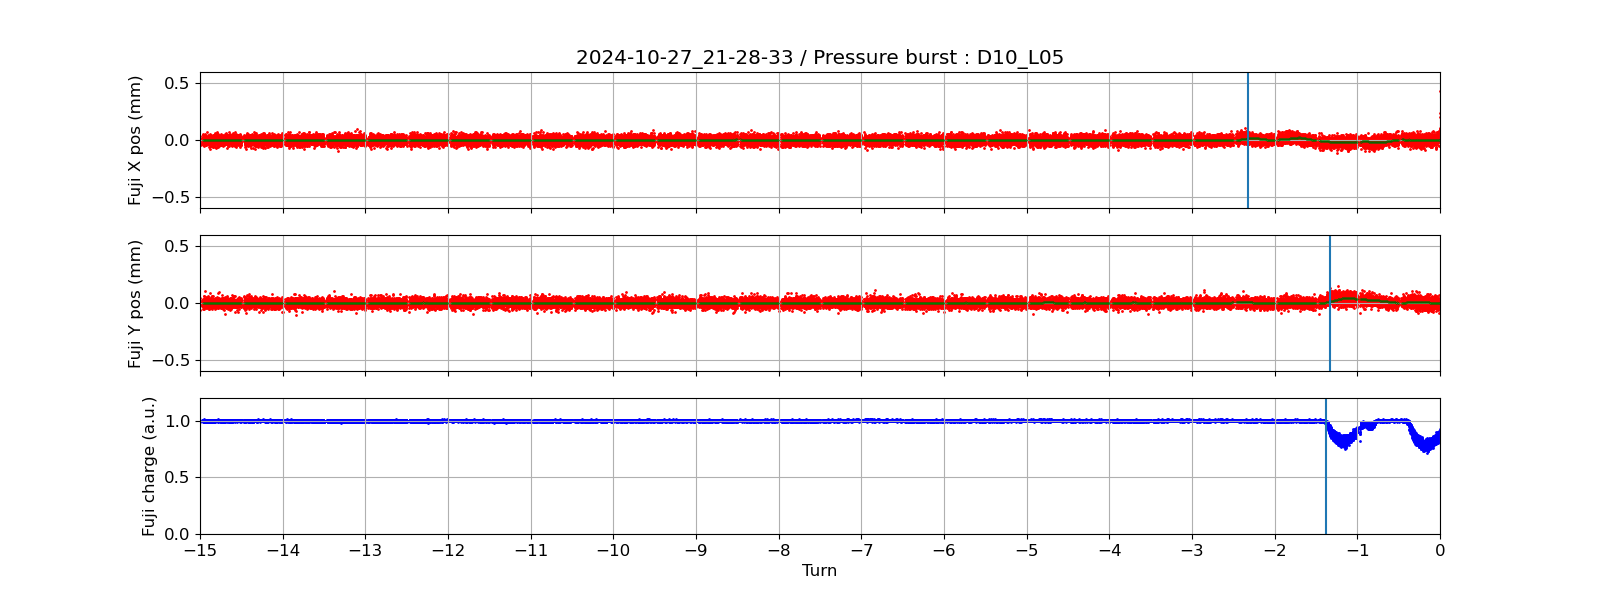 2024-10-27_21-28-33 / Pressure burst : D10_L05
Fuji X pos (mm)
0.5
0.0
−0.5
Fuji Y pos (mm)
0.5
0.0
−0.5
Fuji charge (a.u.)
1.0
0.5
0.0
−15 −14 −13 −12 −11 −10 −9 −8 −7 −6 −5 −4 −3 −2 −1 0
Turn